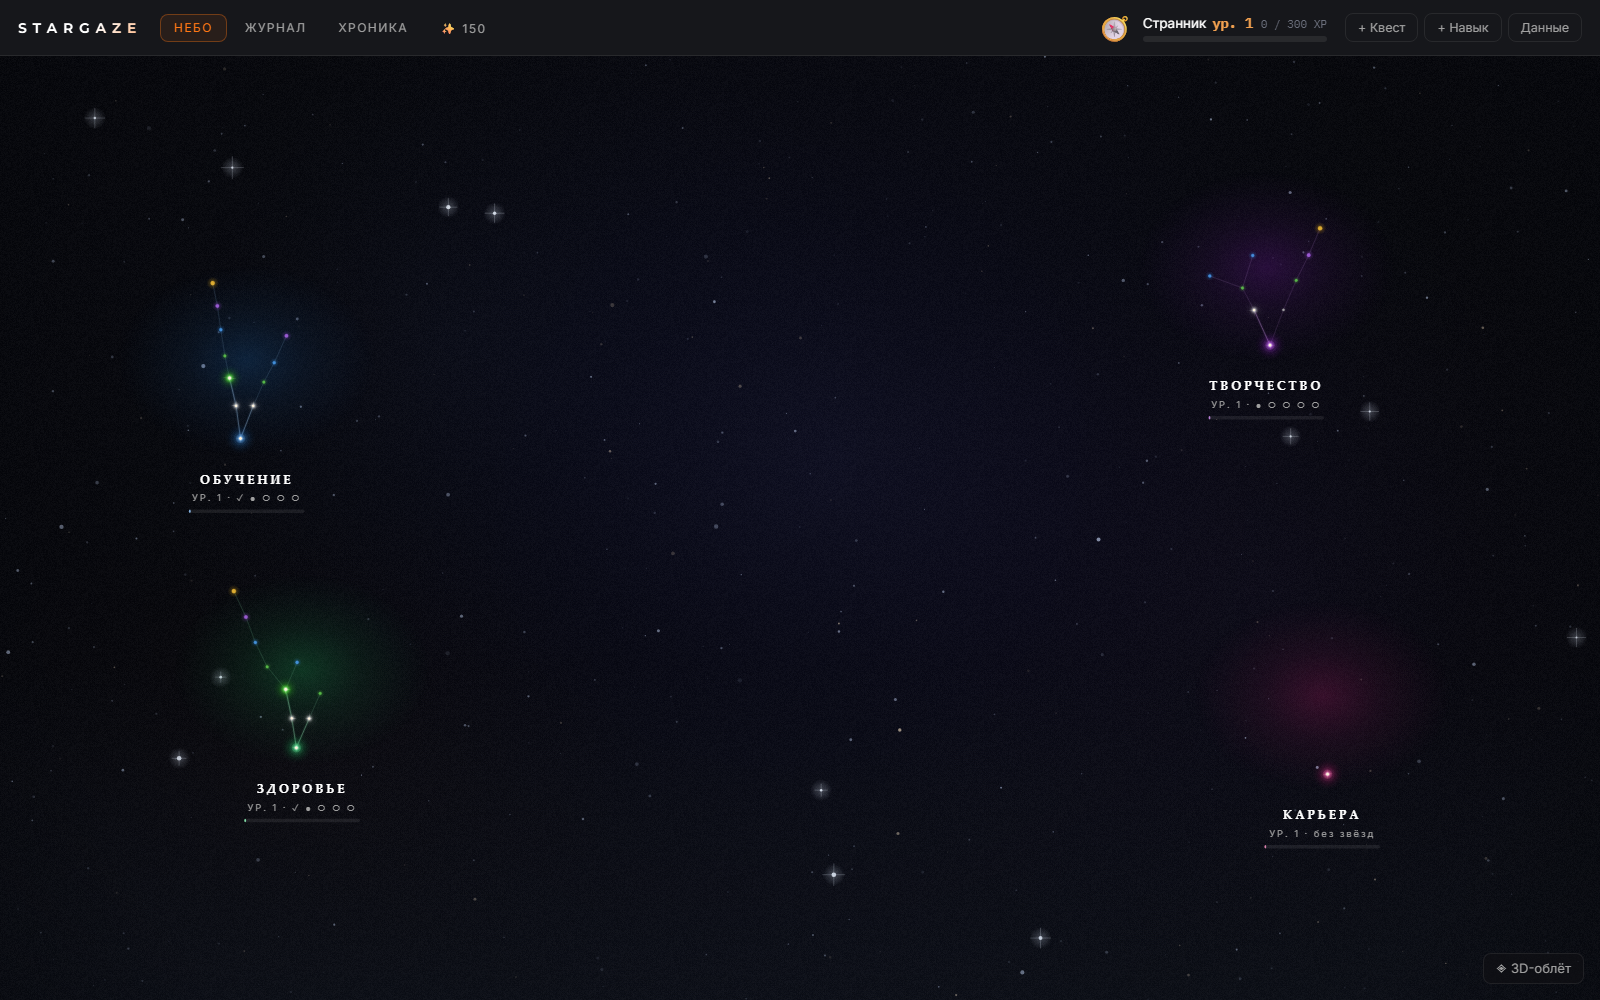 STARGAZE НЕБО ЖУРНАЛ ХРОНИКА ✨ 150 Странник ур. 1 0 / 300 XP + Квест + Навык Данные
ТВОРЧЕСТВО
УР. 1 · ● ○ ○ ○ ○
ОБУЧЕНИЕ
УР. 1 · ✓ ● ○ ○ ○
ЗДОРОВЬЕ
УР. 1 · ✓ ● ○ ○ ○
КАРЬЕРА
УР. 1 · без звёзд
◈ 3D-облёт